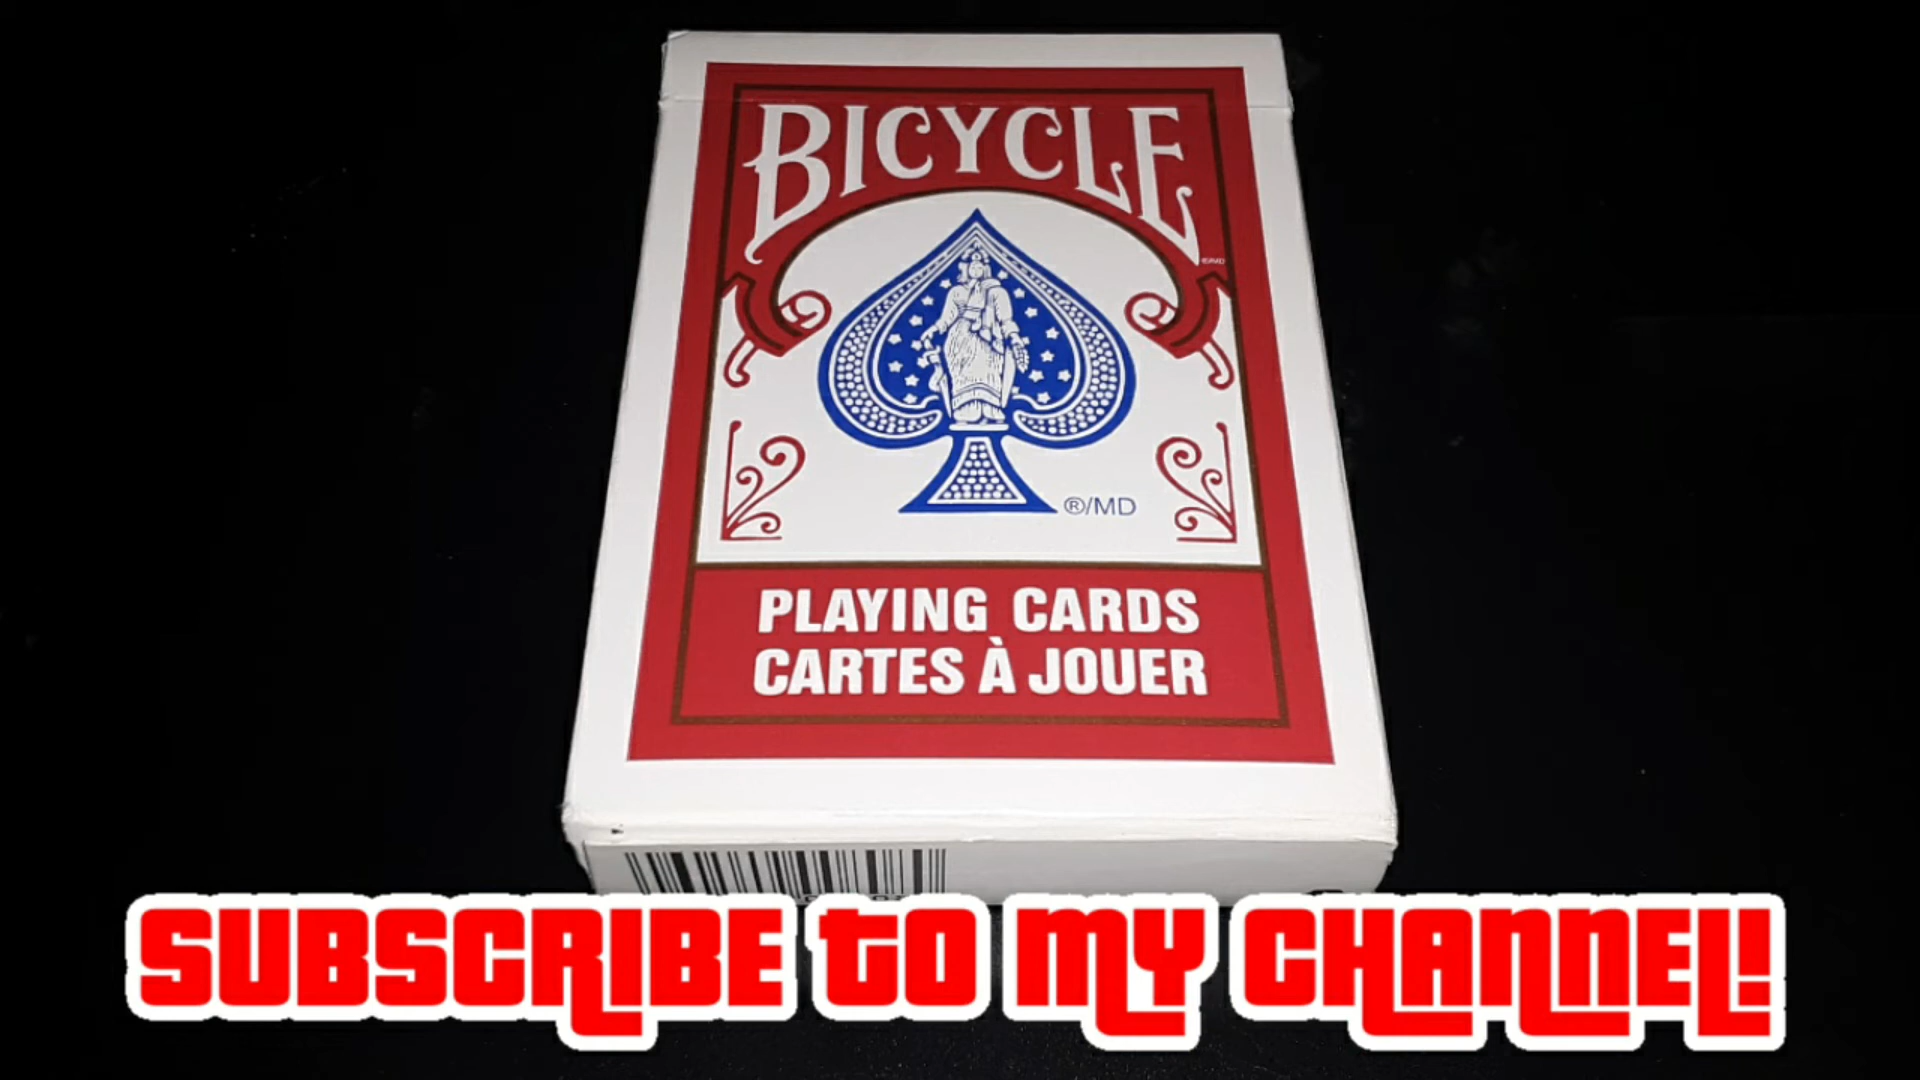 BICYCLE
®/MD
PLAYING CARDS
CARTES À JOUER
SUBSCRIBE TO MY CHANNEL!